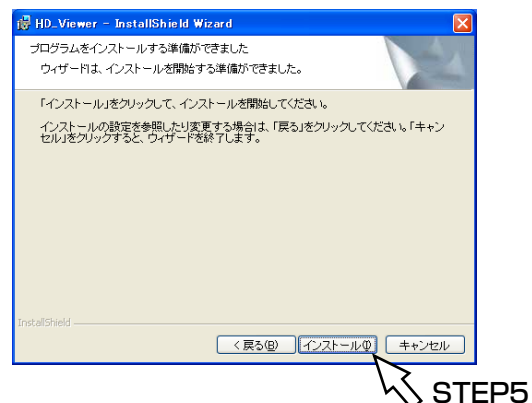 HD_Viewer - InstallShield Wizard
プログラムをインストールする準備ができました
ウィザードは、インストールを開始する準備ができました。
「インストール」をクリックして、インストールを開始してください。
インストールの設定を参照したり変更する場合は、「戻る」をクリックしてください。「キャン
セル」をクリックすると、ウィザードを終了します。
InstallShield
< 戻る(B) インストール(I) キャンセル
STEP5